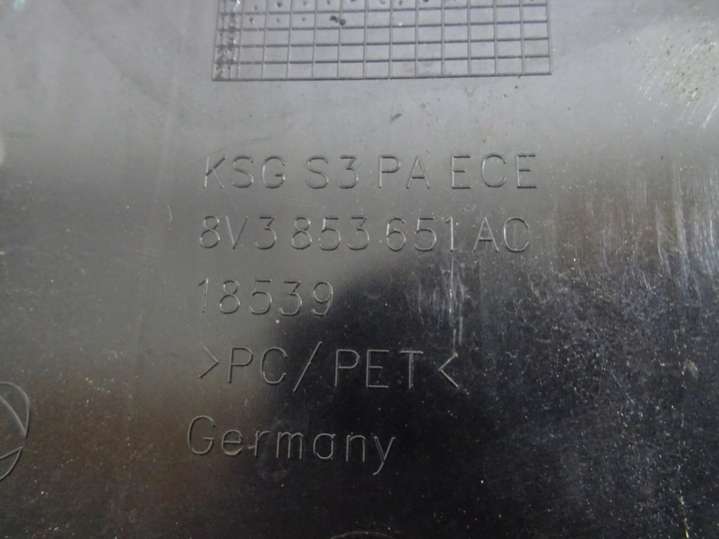 KSG S3 PA ECE
8V3 853 651 AC
18539
>PC/PET<
Germany